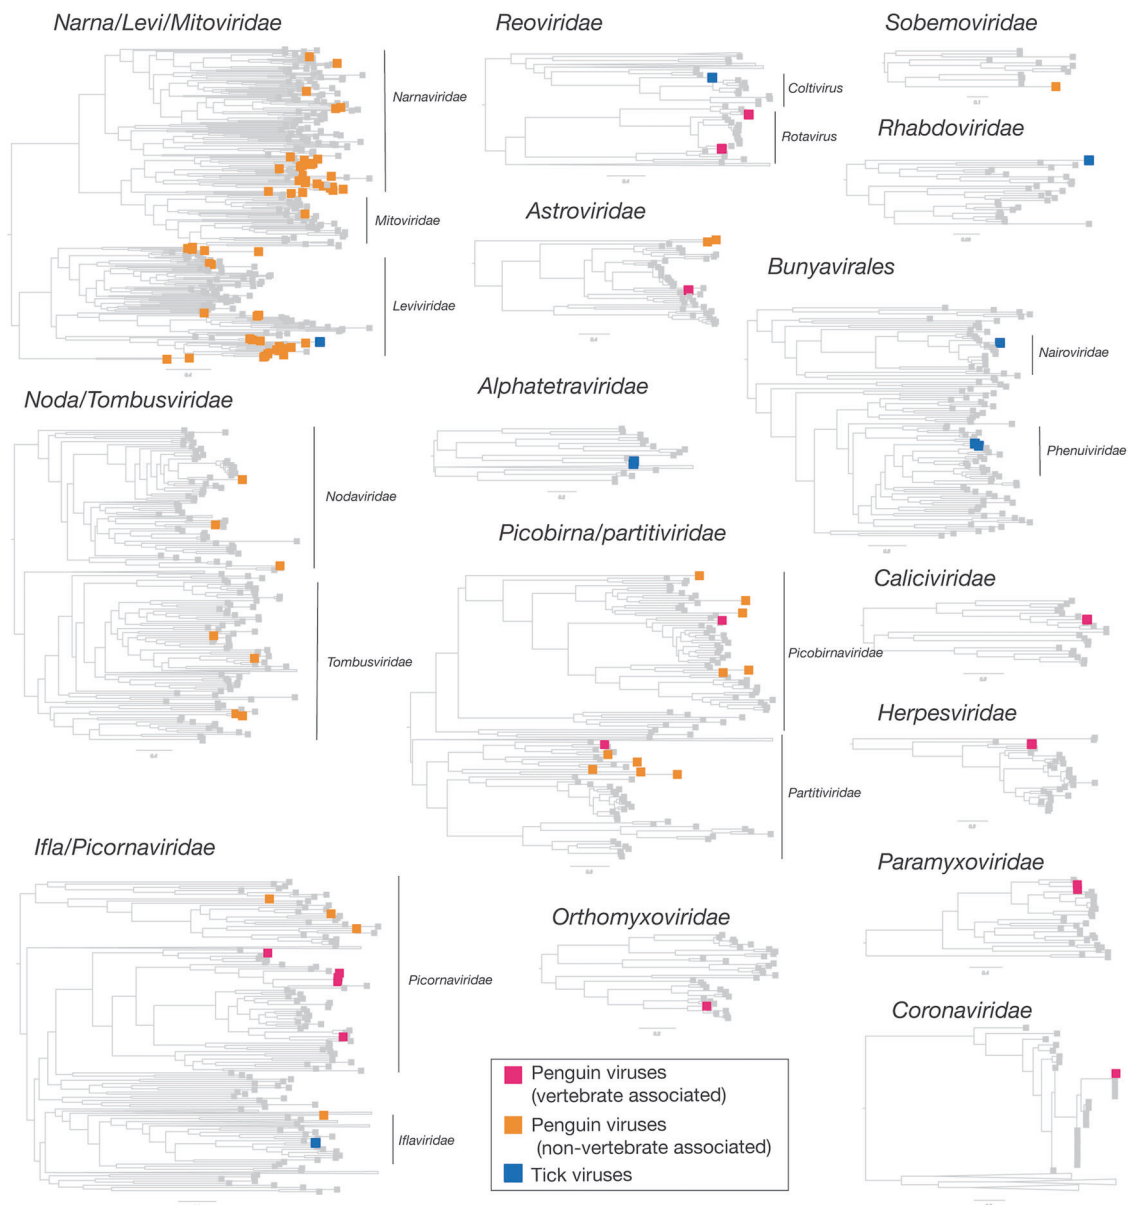 Narna/Levi/Mitoviridae
Narnaviridae
Mitoviridae
Leviviridae
Noda/Tombusviridae
Nodaviridae
Tombusviridae
Ifla/Picornaviridae
Picornaviridae
Iflaviridae
Reoviridae
Coltivirus
Rotavirus
Astroviridae
Alphatetraviridae
Picobirna/partitiviridae
Picobirnaviridae
Partitiviridae
Orthomyxoviridae
Sobemoviridae
Rhabdoviridae
Bunyavirales
Nairoviridae
Phenuiviridae
Caliciviridae
Herpesviridae
Paramyxoviridae
Coronaviridae
Penguin viruses
(vertebrate associated)
Penguin viruses
(non-vertebrate associated)
Tick viruses